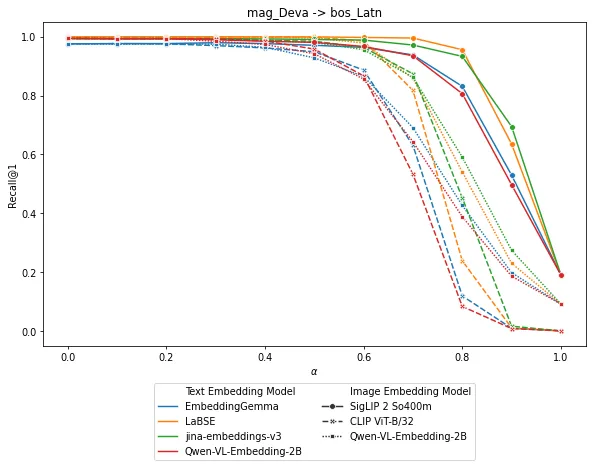 mag_Deva -> bos_Latn
1.0
0.8
0.6
0.4
0.2
0.0
Recall@1
0.0 0.2 0.4 0.6 0.8 1.0
α
Text Embedding Model Image Embedding Model
EmbeddingGemma SigLIP 2 So400m
LaBSE CLIP ViT-B/32
jina-embeddings-v3 Qwen-VL-Embedding-2B
Qwen-VL-Embedding-2B